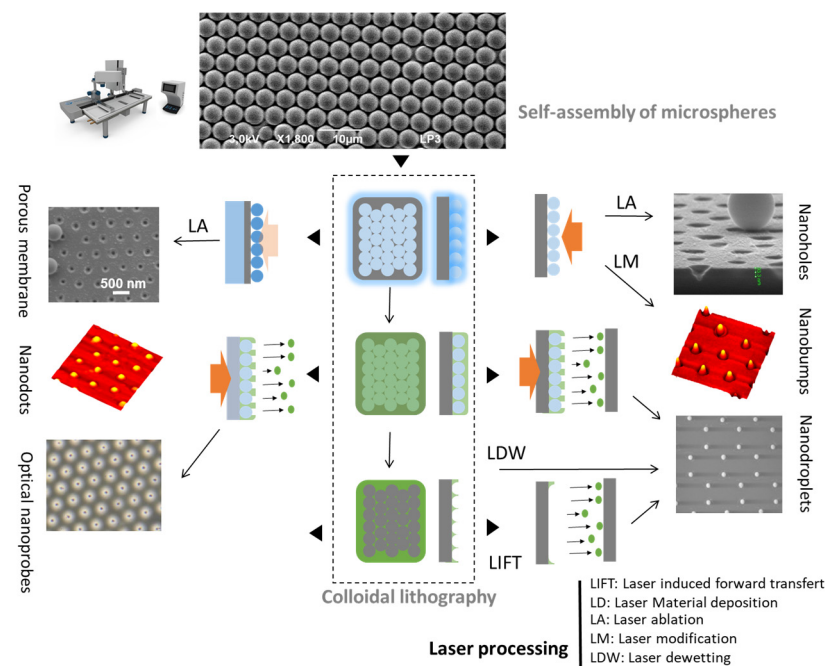 Self-assembly of microspheres
3.0kV X1,800 10μm LP3
Porous membrane
500 nm
LA
LA
LM
Nanoholes
Nanodots
Nanobumps
Optical nanoprobes
LDW
LIFT
Nanodroplets
Colloidal lithography
Laser processing
LIFT: Laser induced forward transfert
LD: Laser Material deposition
LA: Laser ablation
LM: Laser modification
LDW: Laser dewetting